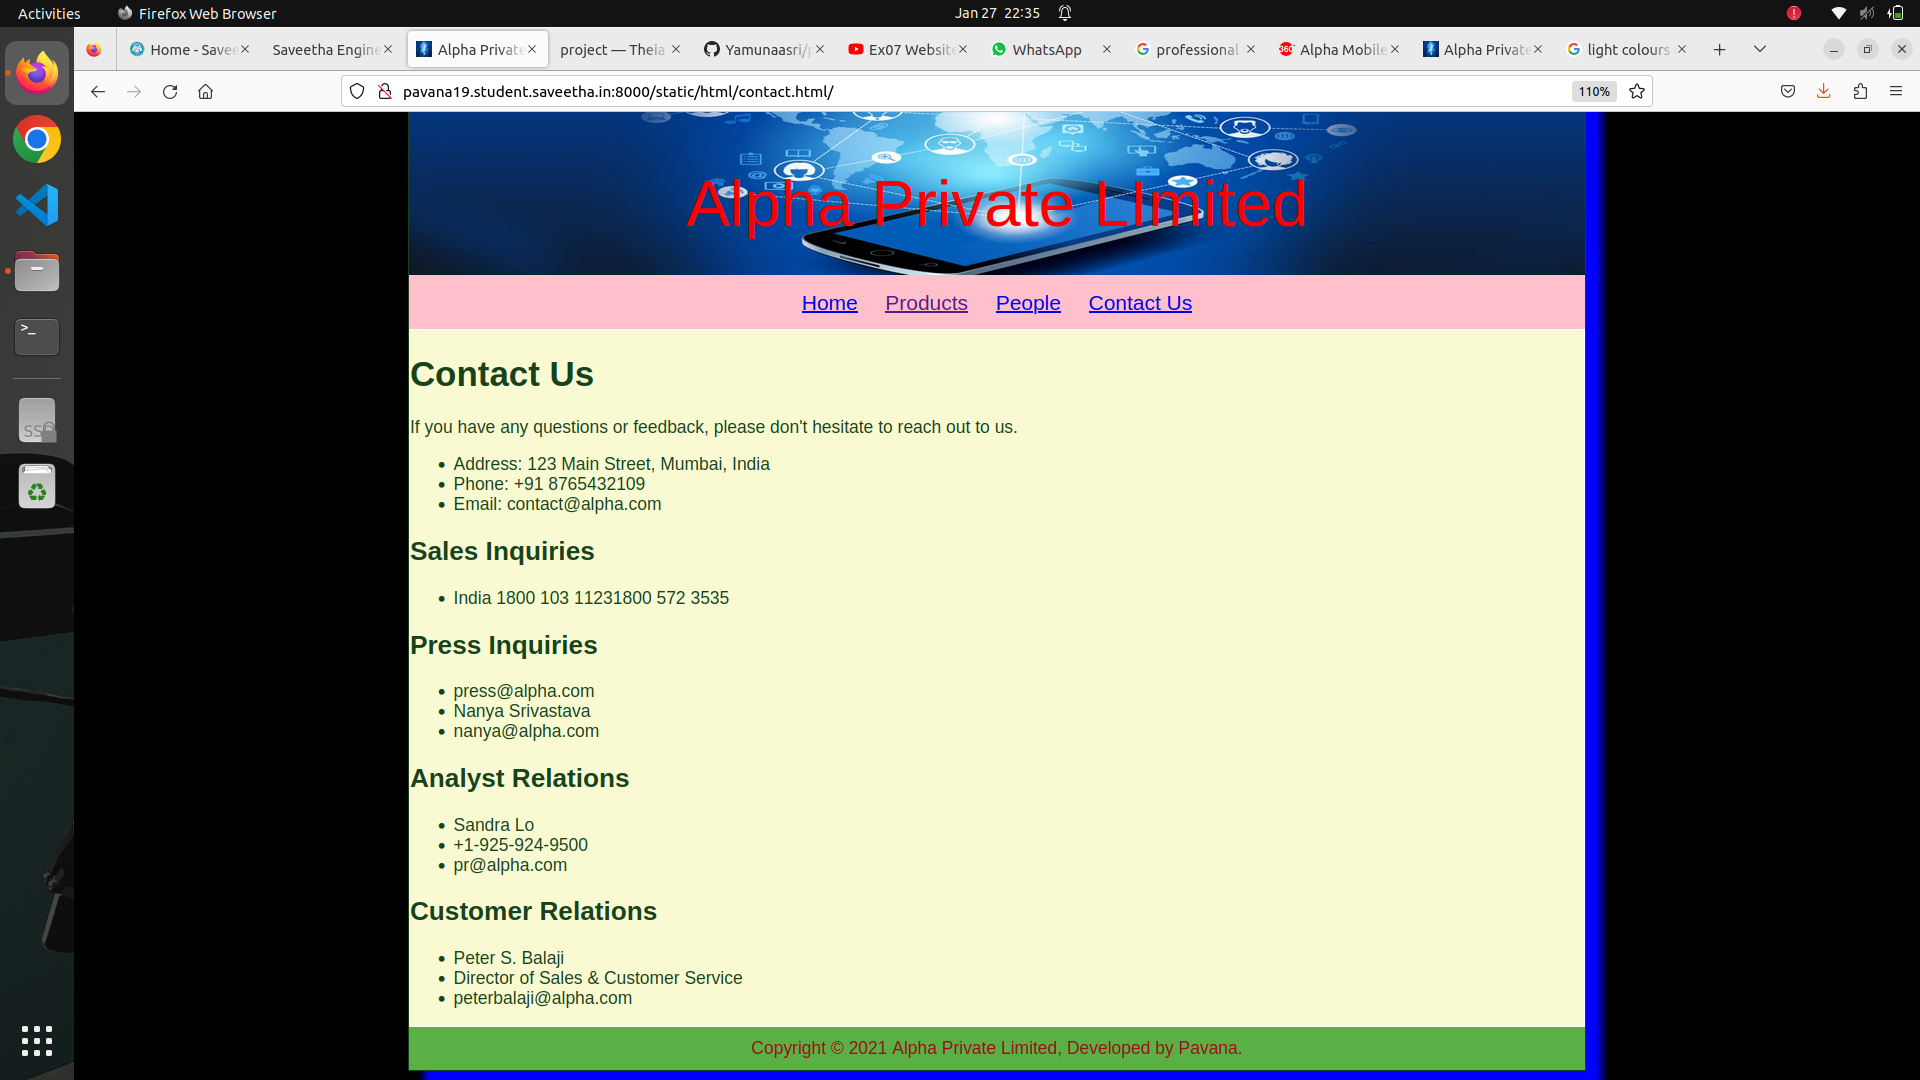 Activities
Firefox Web Browser
Jan 27 22:35
Home - Savee
Saveetha Engine
Alpha Private
project — Theia
Yamunaasri/p
Ex07 Website
WhatsApp
professional
360
Alpha Mobile
Alpha Private
light colours
pavana19.student.saveetha.in:8000/static/html/contact.html/
110%
>_
SS
Alpha Private LImited
Home Products People Contact Us
Contact Us
If you have any questions or feedback, please don't hesitate to reach out to us.
• Address: 123 Main Street, Mumbai, India
• Phone: +91 8765432109
• Email: contact@alpha.com
Sales Inquiries
• India 1800 103 11231800 572 3535
Press Inquiries
• press@alpha.com
• Nanya Srivastava
• nanya@alpha.com
Analyst Relations
• Sandra Lo
• +1-925-924-9500
• pr@alpha.com
Customer Relations
• Peter S. Balaji
• Director of Sales & Customer Service
• peterbalaji@alpha.com
Copyright © 2021 Alpha Private Limited, Developed by Pavana.